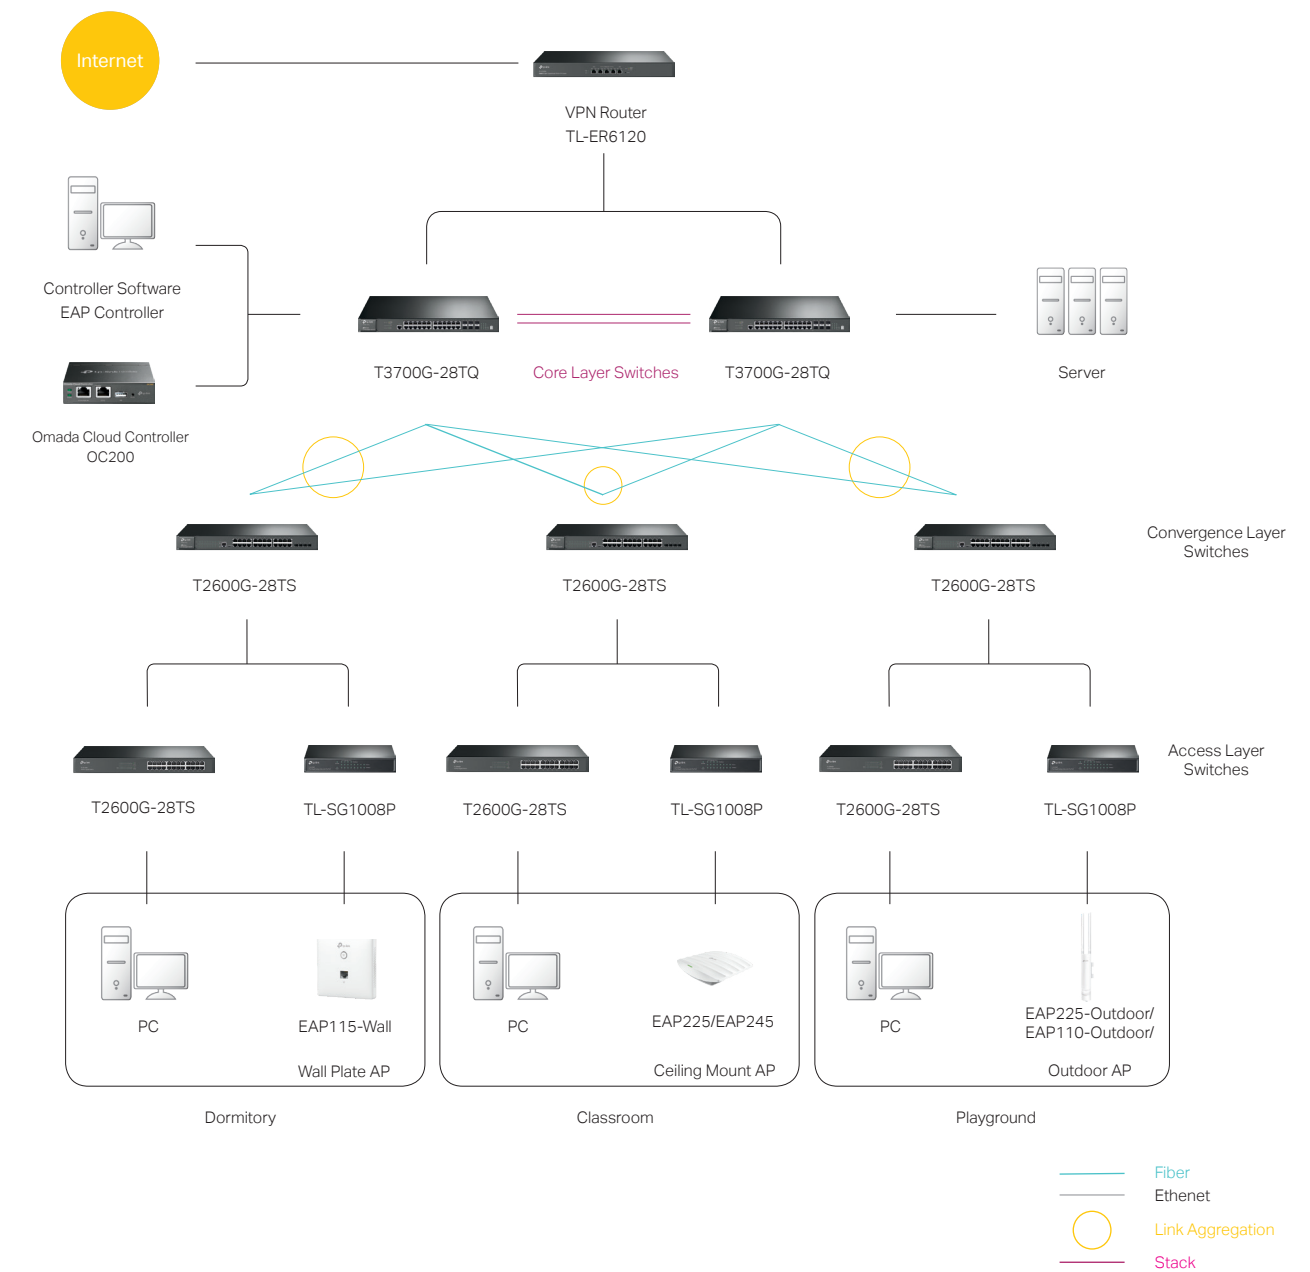 Internet
VPN Router
TL-ER6120
Controller Software
EAP Controller
T3700G-28TQ
Core Layer Switches
T3700G-28TQ
Server
Omada Cloud Controller
OC200
Convergence Layer
Switches
T2600G-28TS
T2600G-28TS
T2600G-28TS
Access Layer
Switches
T2600G-28TS
TL-SG1008P
T2600G-28TS
TL-SG1008P
T2600G-28TS
TL-SG1008P
PC
EAP115-Wall
Wall Plate AP
PC
EAP225/EAP245
Ceiling Mount AP
PC
EAP225-Outdoor/
EAP110-Outdoor/
Outdoor AP
Dormitory
Classroom
Playground
Fiber
Ethenet
Link Aggregation
Stack